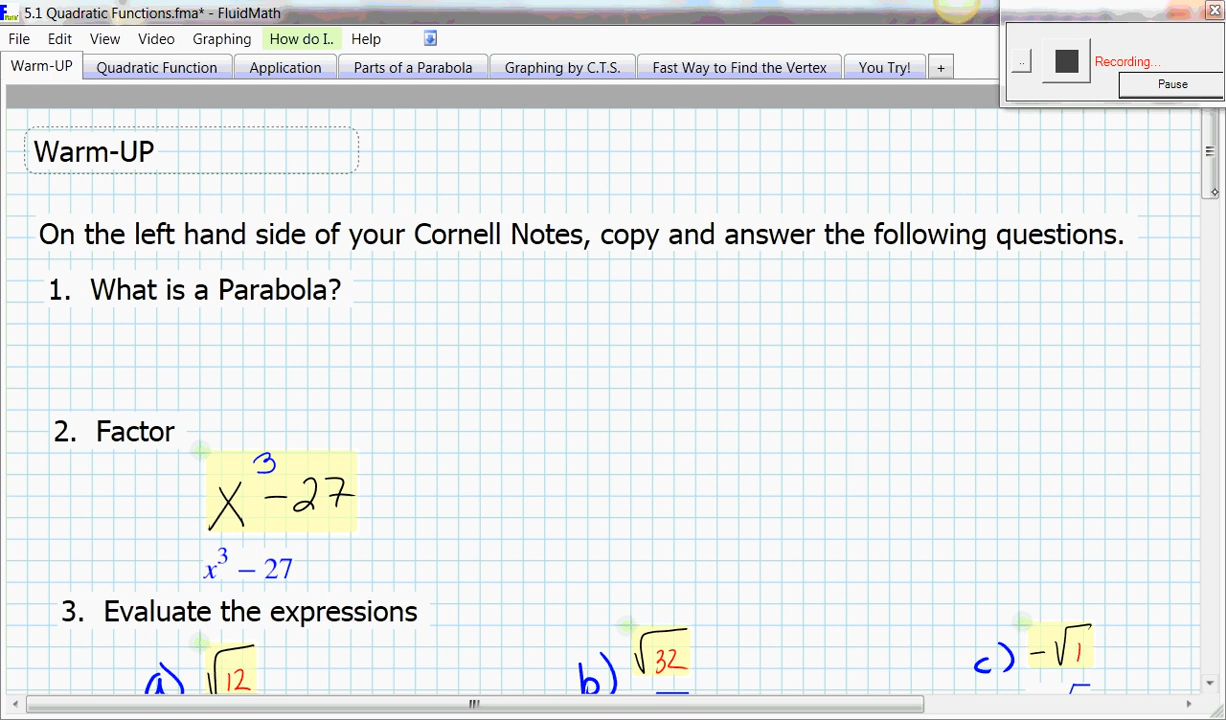 5.1 Quadratic Functions.fma* - FluidMath
File Edit View Video Graphing How do I.. Help
Recording...
Pause
Warm-UP Quadratic Function Application Parts of a Parabola Graphing by C.T.S. Fast Way to Find the Vertex You Try! +
Warm-UP
On the left hand side of your Cornell Notes, copy and answer the following questions.
1. What is a Parabola?
2. Factor
x³ - 27
x³ - 27
3. Evaluate the expressions
a) √12 b) √32 c) -√1